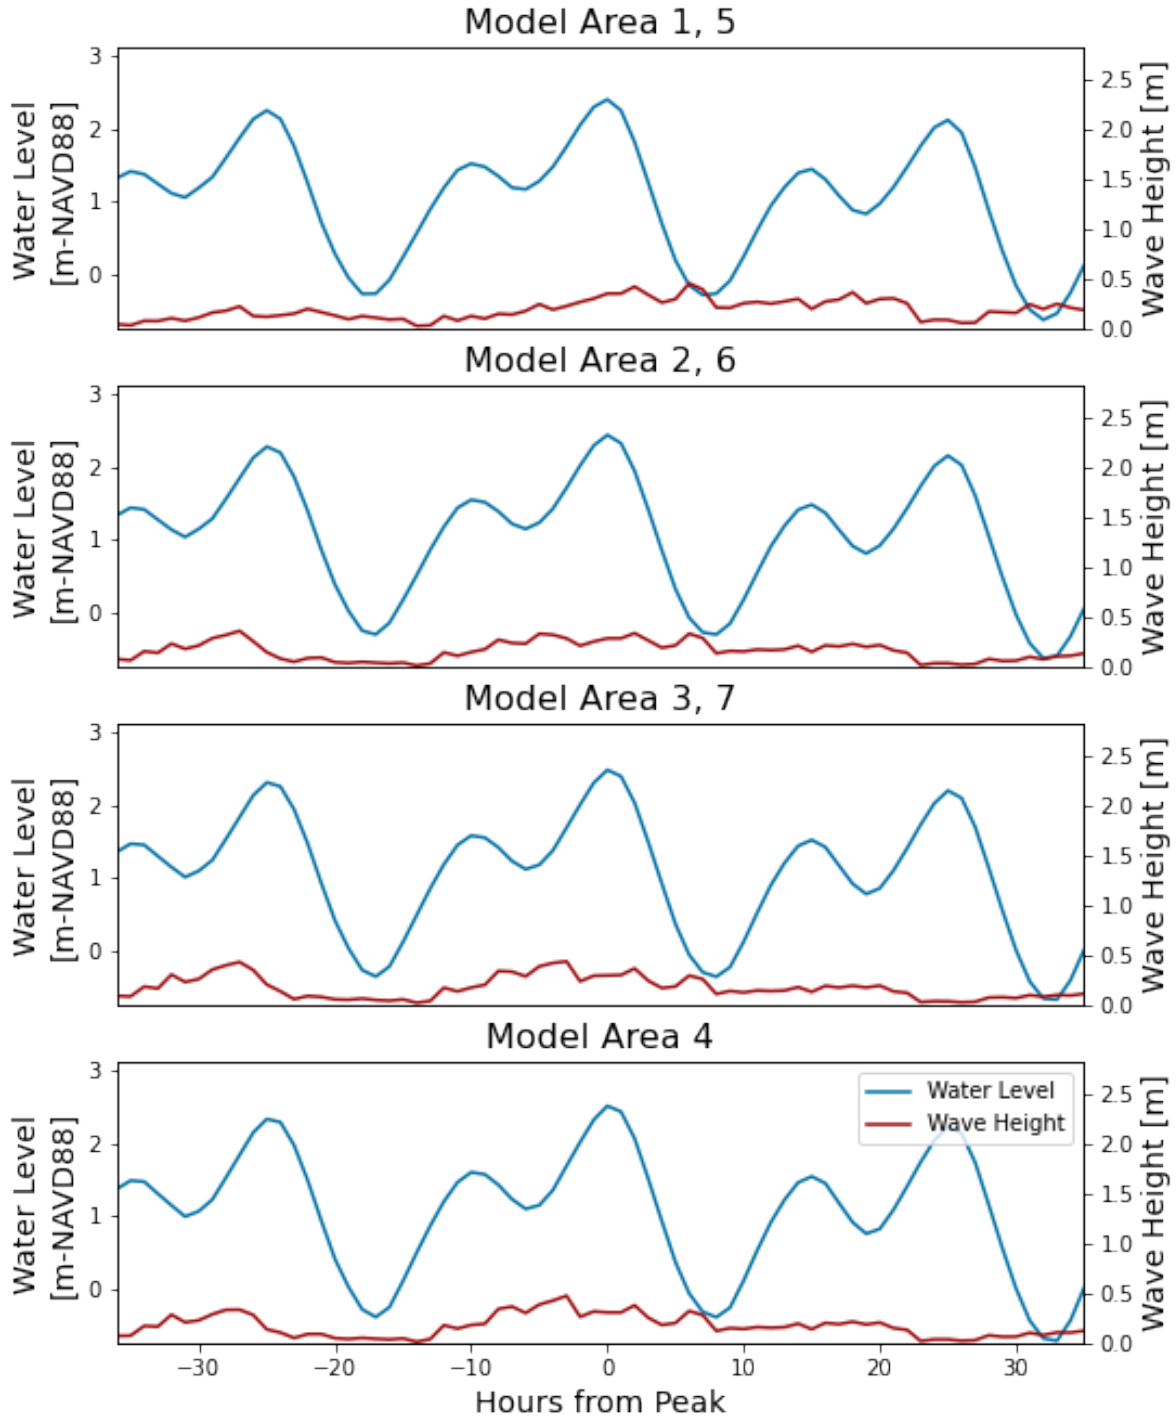 Model Area 1, 5
3
2
1
0
Water Level
[m-NAVD88]
2.5
2.0
1.5
1.0
0.5
0.0
Wave Height [m]
Model Area 2, 6
3
2
1
0
Water Level
[m-NAVD88]
2.5
2.0
1.5
1.0
0.5
0.0
Wave Height [m]
Model Area 3, 7
3
2
1
0
Water Level
[m-NAVD88]
2.5
2.0
1.5
1.0
0.5
0.0
Wave Height [m]
Model Area 4
3
2
1
0
Water Level
[m-NAVD88]
Water Level
Wave Height
2.5
2.0
1.5
1.0
0.5
0.0
Wave Height [m]
−30 −20 −10 0 10 20 30
Hours from Peak